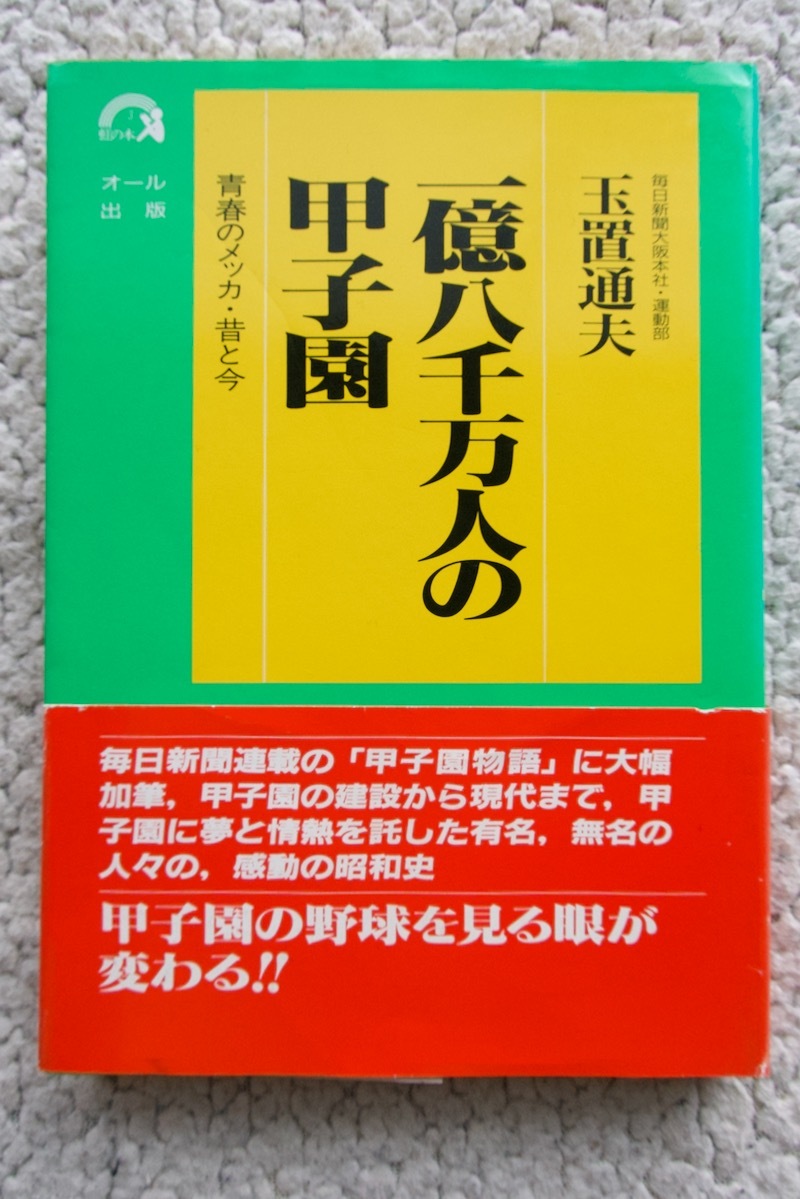 3
虹の本
オール
出版
毎日新聞大阪本社・運動部
玉置通夫
一億八千万人の
甲子園
青春のメッカ・昔と今
毎日新聞連載の「甲子園物語」に大幅
加筆，甲子園の建設から現代まで，甲
子園に夢と情熱を託した有名，無名の
人々の，感動の昭和史
甲子園の野球を見る眼が
変わる!!